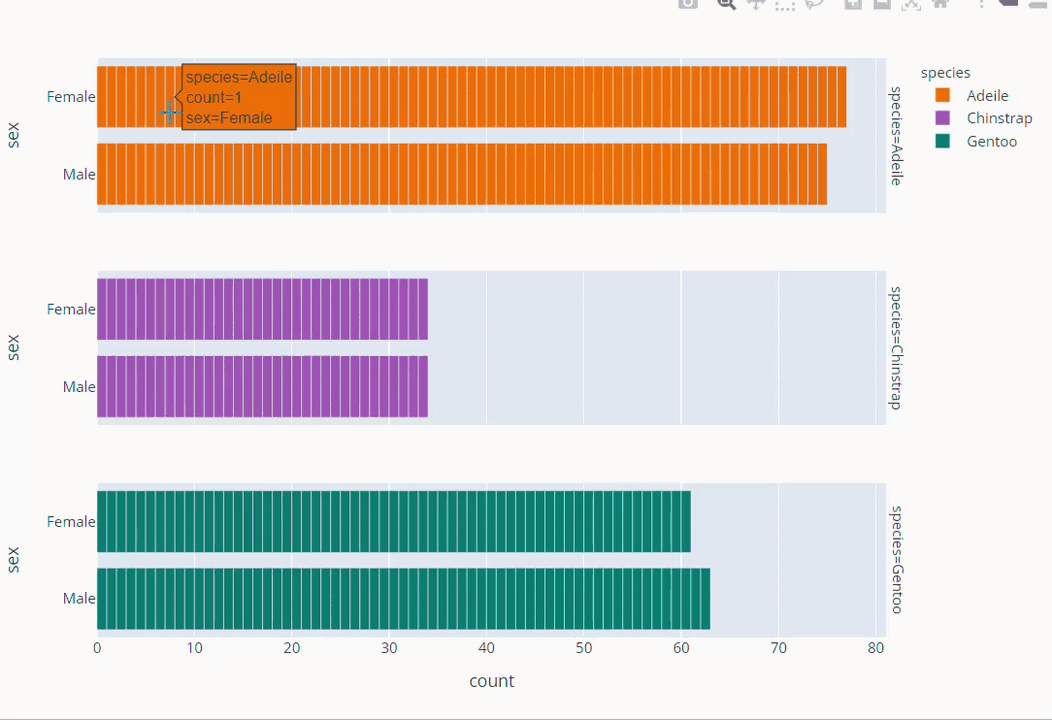 species=Adeile
count=1
sex=Female
Female
Male
sex
species=Adeile
species
Adeile
Chinstrap
Gentoo
Female
Male
sex
species=Chinstrap
Female
Male
sex
species=Gentoo
0 10 20 30 40 50 60 70 80
count